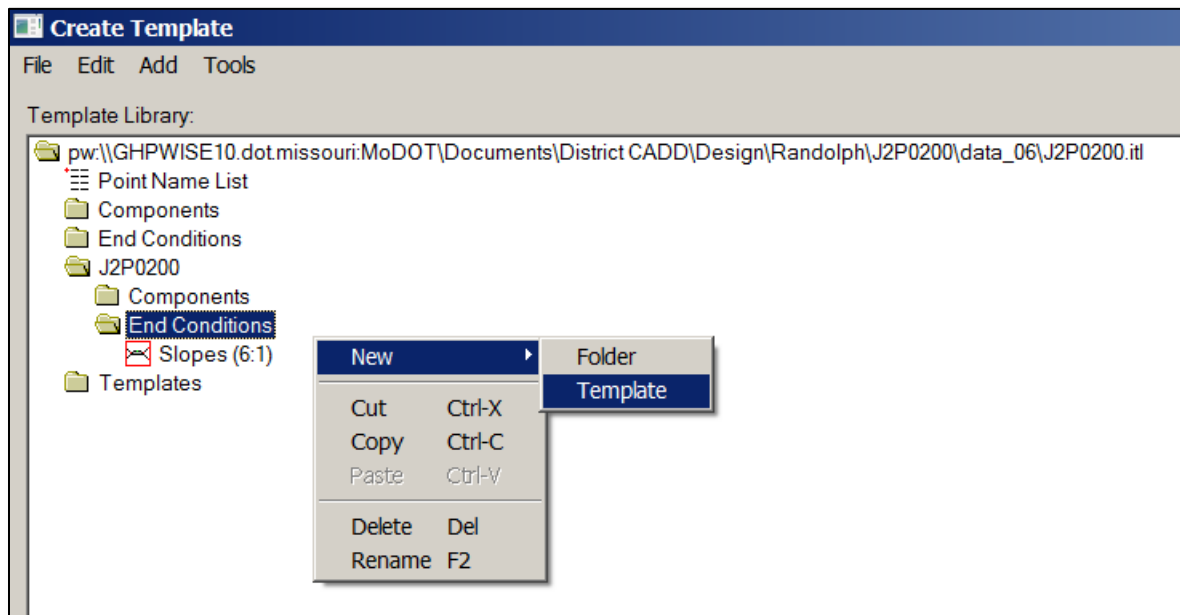 Create Template
File Edit Add Tools
Template Library:
pw:\\GHPWISE10.dot.missouri:MoDOT\Documents\District CADD\Design\Randolph\J2P0200\data_06\J2P0200.itl
Point Name List
Components
End Conditions
J2P0200
Components
End Conditions
Slopes (6:1)
Templates
New
Cut Ctrl-X
Copy Ctrl-C
Paste Ctrl-V
Delete Del
Rename F2
Folder
Template